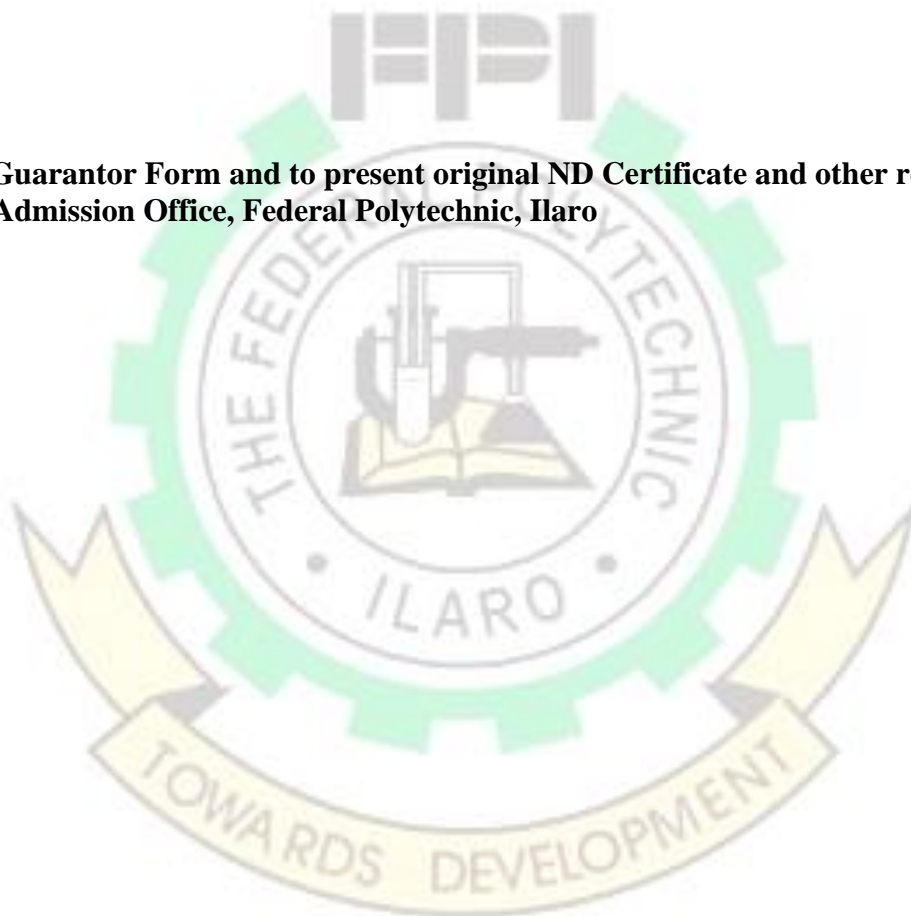 FPI
Guarantor Form and to present original ND Certificate and other
Admission Office, Federal Polytechnic, Ilaro
THE FEDERAL POLYTECHNIC
• ILARO •
TOWARDS DEVELOPMENT